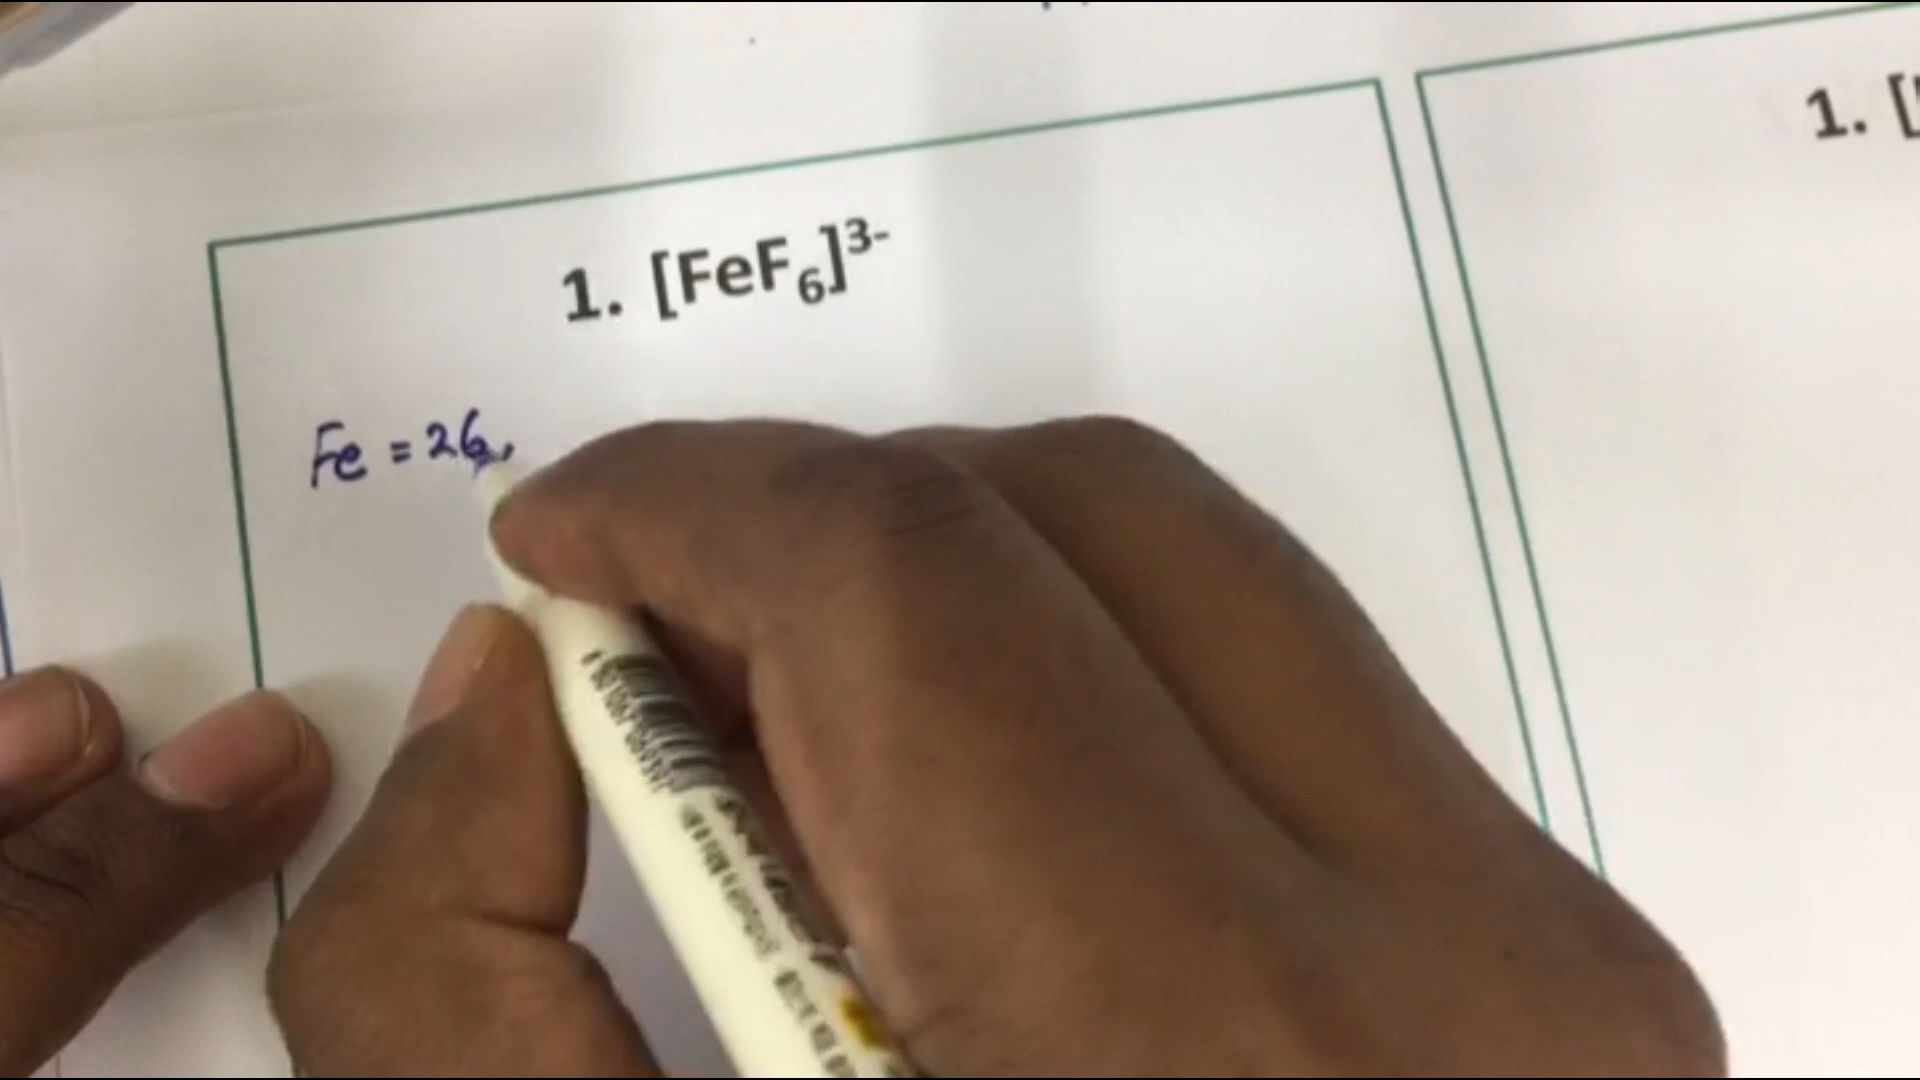 1. [FeF₆]³⁻
1. [
Fe = 26,